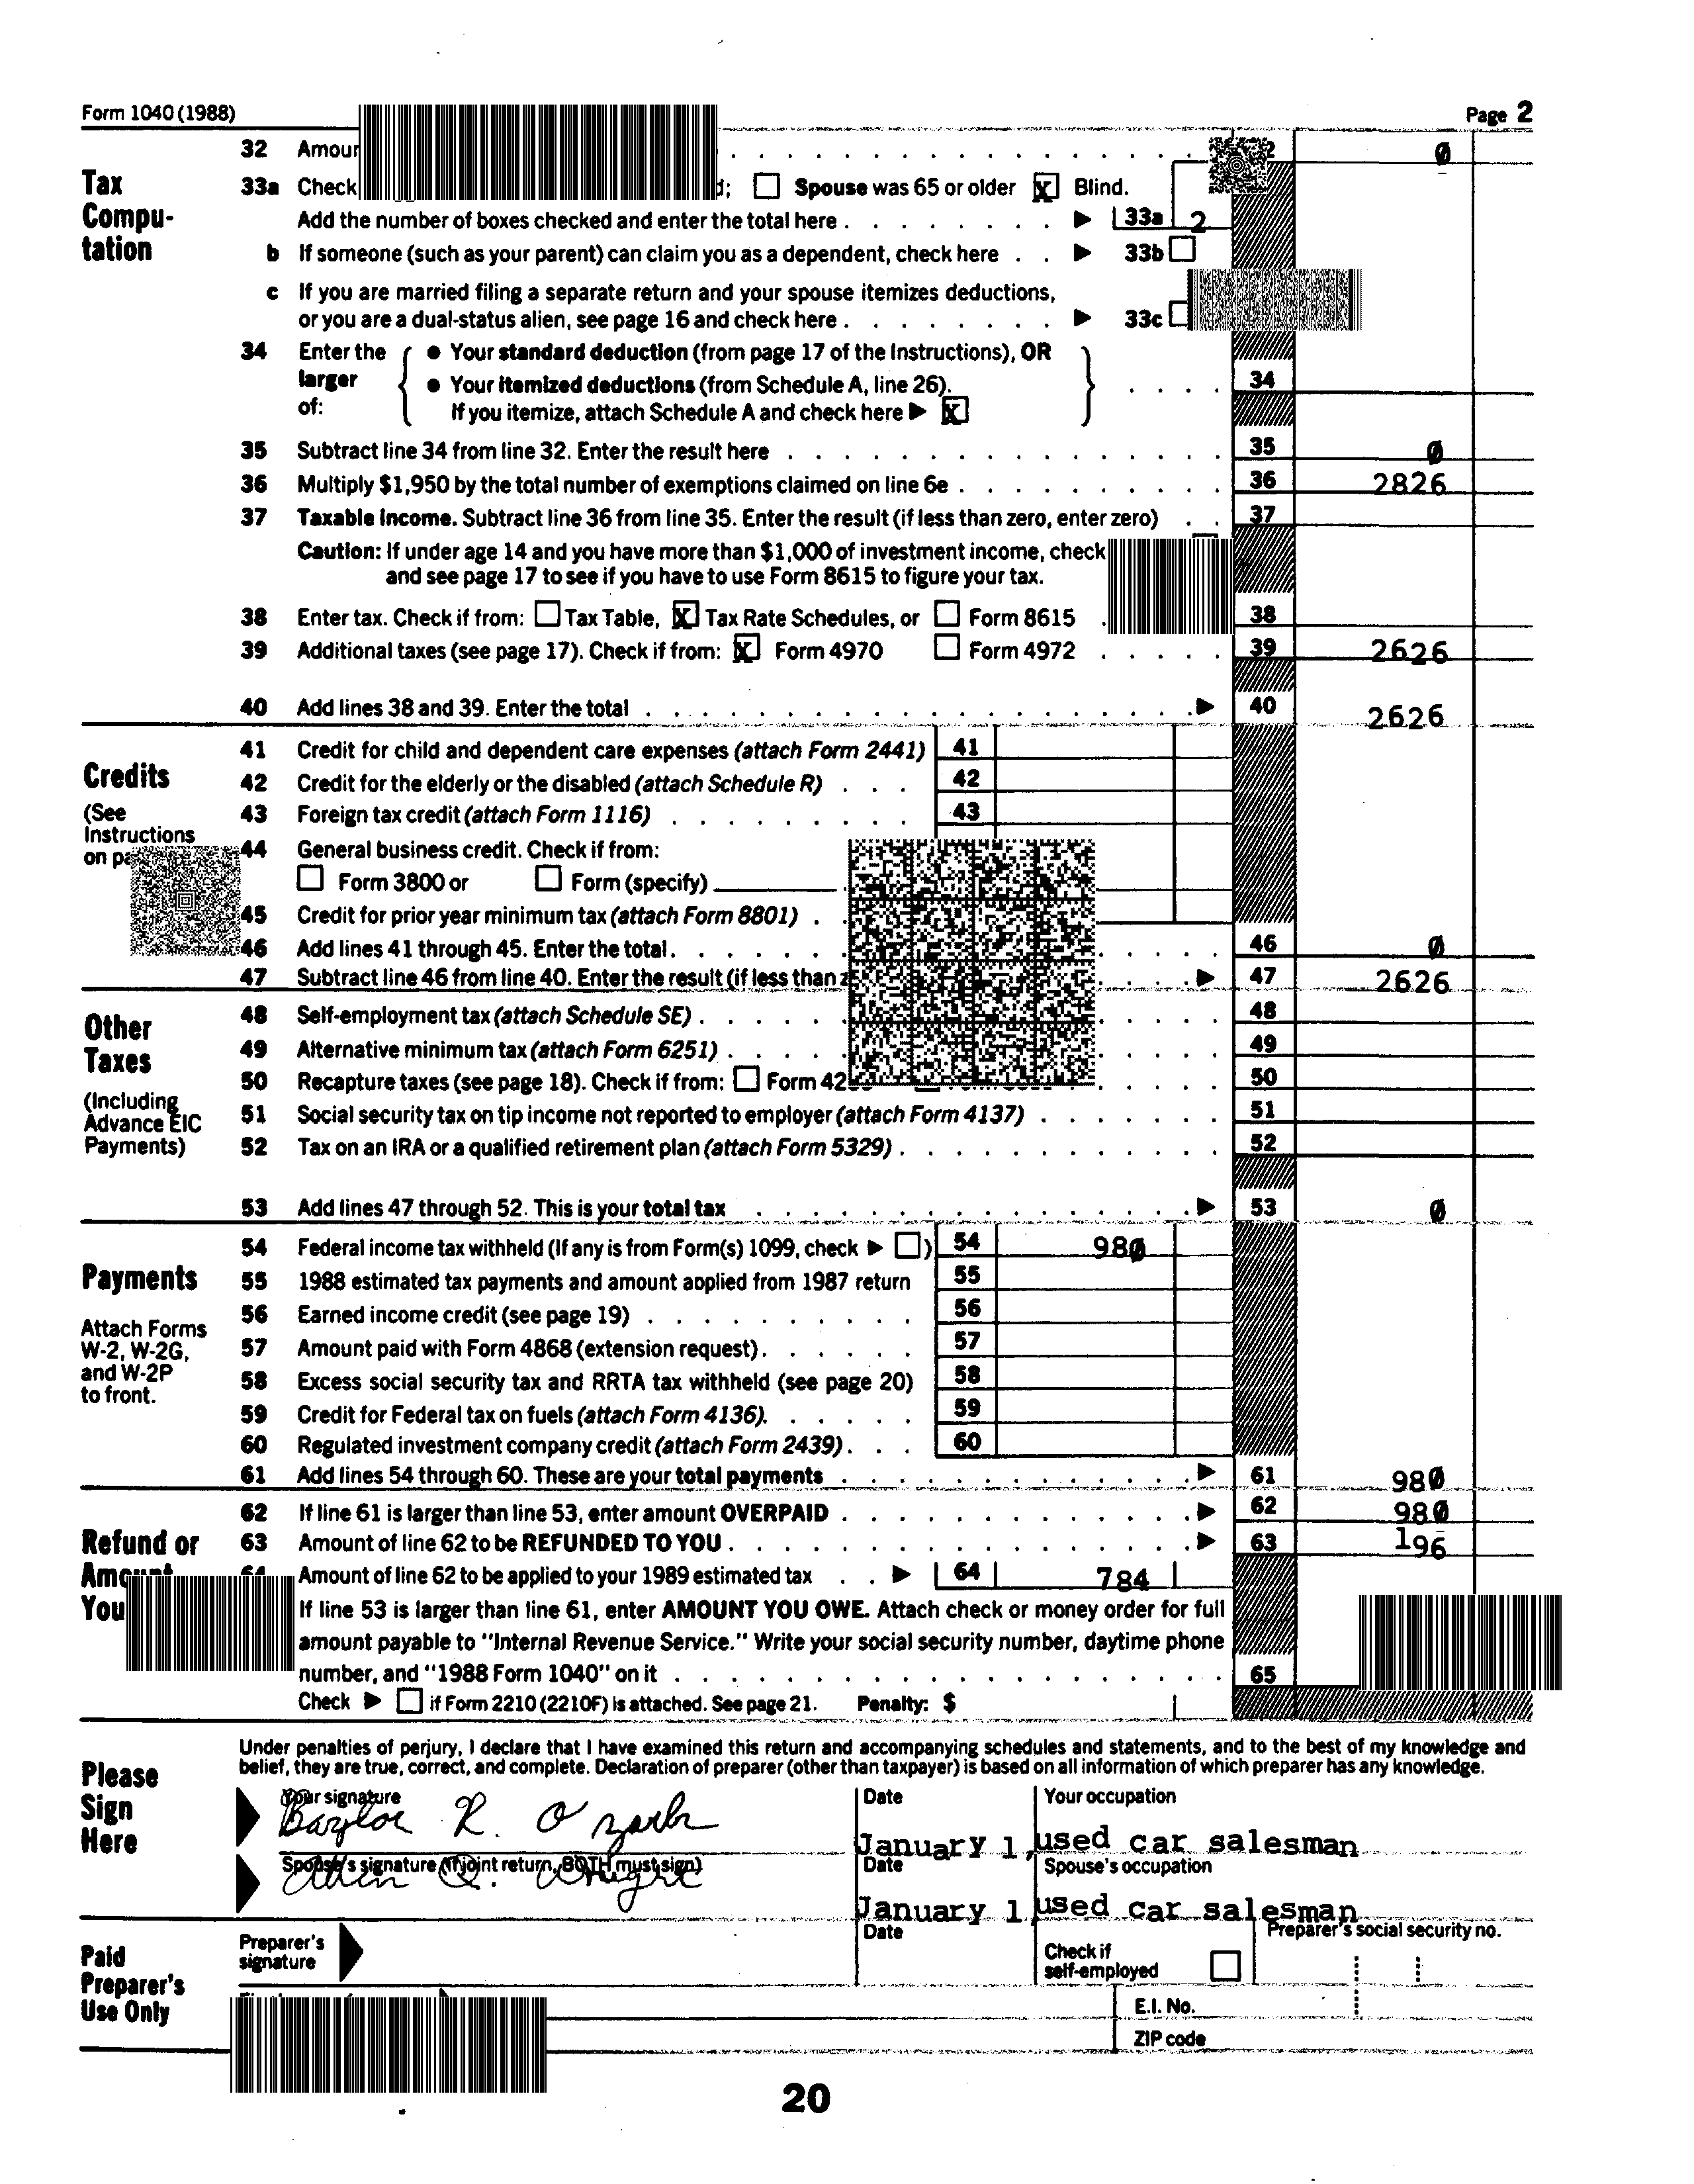 Form 1040 (1988) Page 2
Tax Compu- tation
32 0
33a Check Spouse was 65 or older X Blind.
Add the number of boxes checked and enter the total here 33a 2
b If someone (such as your parent) can claim you as a dependent, check here 33b
c If you are married filing a separate return and your spouse itemizes deductions,
or you are a dual-status alien, see page 16 and check here 33c
34 Enter the larger of:
Your standard deduction (from page 17 of the Instructions), OR
Your itemized deductions (from Schedule A, line 26). 34
If you itemize, attach Schedule A and check here X
35 Subtract line 34 from line 32. Enter the result here 35 0
36 Multiply $1,950 by the total number of exemptions claimed on line 6e 36 2826
37 Taxable income. Subtract line 36 from line 35. Enter the result (if less than zero, enter zero) 37
Caution: If under age 14 and you have more than $1,000 of investment income, check
and see page 17 to see if you have to use Form 8615 to figure your tax.
38 Enter tax. Check if from: Tax Table, X Tax Rate Schedules, or Form 8615 38
39 Additional taxes (see page 17). Check if from: X Form 4970 Form 4972 39 2626
40 Add lines 38 and 39. Enter the total 40 2626
Credits
(See Instructions on
41 Credit for child and dependent care expenses (attach Form 2441) 41
42 Credit for the elderly or the disabled (attach Schedule R) 42
43 Foreign tax credit (attach Form 1116) 43
44 General business credit. Check if from:
Form 3800 or Form (specify)
45 Credit for prior year minimum tax (attach Form 8801)
46 Add lines 41 through 45. Enter the total 46 0
47 Subtract line 46 from line 40. Enter the result (if less than 47 2626
Other Taxes
(Including Advance EIC Payments)
48 Self-employment tax (attach Schedule SE) 48
49 Alternative minimum tax (attach Form 6251) 49
50 Recapture taxes (see page 18). Check if from: Form 50
51 Social security tax on tip income not reported to employer (attach Form 4137) 51
52 Tax on an IRA or a qualified retirement plan (attach Form 5329) 52
53 Add lines 47 through 52. This is your total tax 53 0
Payments
Attach Forms W-2, W-2G, and W-2P to front.
54 Federal income tax withheld (If any is from Form(s) 1099, check ) 54 980
55 1988 estimated tax payments and amount applied from 1987 return 55
56 Earned income credit (see page 19) 56
57 Amount paid with Form 4868 (extension request) 57
58 Excess social security tax and RRTA tax withheld (see page 20) 58
59 Credit for Federal tax on fuels (attach Form 4136) 59
60 Regulated investment company credit (attach Form 2439) 60
61 Add lines 54 through 60. These are your total payments 61 980
Refund or
62 If line 61 is larger than line 53, enter amount OVERPAID 62 980
63 Amount of line 62 to be REFUNDED TO YOU 63 196
Amount of line 62 to be applied to your 1989 estimated tax 64 784
You
If line 53 is larger than line 61, enter AMOUNT YOU OWE. Attach check or money order for full
amount payable to "Internal Revenue Service." Write your social security number, daytime phone
number, and "1988 Form 1040" on it 65
Check if Form 2210 (2210F) is attached. See page 21. Penalty: $
Please Sign Here
Under penalties of perjury, I declare that I have examined this return and accompanying schedules and statements, and to the best of my knowledge and
belief, they are true, correct, and complete. Declaration of preparer (other than taxpayer) is based on all information of which preparer has any knowledge.
Your signature Date Your occupation
Baylor R. Ozark January 1, used car salesman
Spouse's signature (if joint return, BOTH must sign) Date Spouse's occupation
January 1 used car salesman
Paid Preparer's Use Only
Preparer's signature Date Check if self-employed Preparer's social security no.
E.I. No.
ZIP code
20